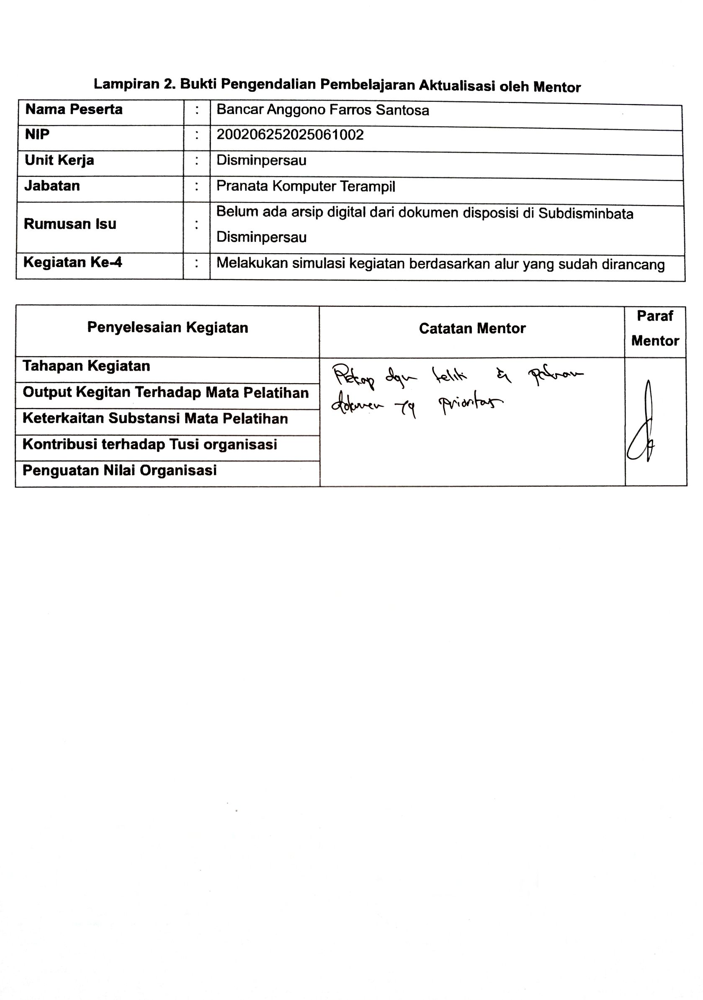 Lampiran 2. Bukti Pengendalian Pembelajaran Aktualisasi oleh Mentor
Nama Peserta : Bancar Anggono Farros Santosa
NIP : 200206252025061002
Unit Kerja : Disminpersau
Jabatan : Pranata Komputer Terampil
Rumusan Isu : Belum ada arsip digital dari dokumen disposisi di Subdisminbata
Disminpersau
Kegiatan Ke-4 : Melakukan simulasi kegiatan berdasarkan alur yang sudah dirancang
Penyelesaian Kegiatan Catatan Mentor Paraf
Mentor
Tahapan Kegiatan
Output Kegitan Terhadap Mata Pelatihan
Keterkaitan Substansi Mata Pelatihan
Kontribusi terhadap Tusi organisasi
Penguatan Nilai Organisasi
Rekap dgn teliti &
dokumen yg prioritas